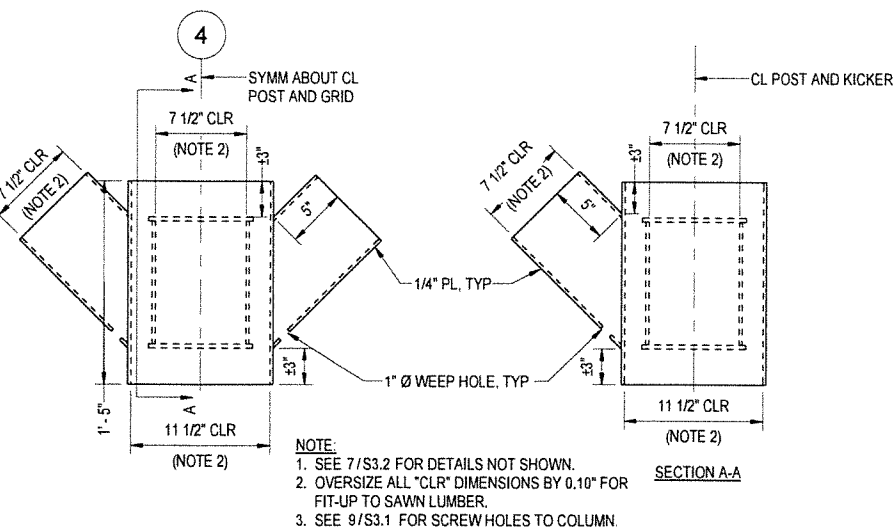 4
A
SYMM ABOUT CL
POST AND GRID
CL POST AND KICKER
7 1/2" CLR
(NOTE 2)
±3"
7 1/2" CLR
(NOTE 2)
5"
7 1/2" CLR
(NOTE 2)
±3"
7 1/2" CLR
(NOTE 2)
5"
1/4" PL, TYP
1" Ø WEEP HOLE, TYP
±3"
±3"
1' - 5"
A
11 1/2" CLR
(NOTE 2)
11 1/2" CLR
(NOTE 2)
SECTION A-A
NOTE:
1. SEE 7/S3.2 FOR DETAILS NOT SHOWN.
2. OVERSIZE ALL "CLR" DIMENSIONS BY 0.10" FOR
FIT-UP TO SAWN LUMBER.
3. SEE 9/S3.1 FOR SCREW HOLES TO COLUMN.